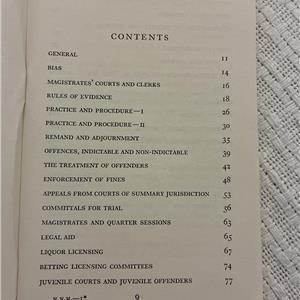 CONTENTS
GENERAL 11
BIAS 14
MAGISTRATES' COURTS AND CLERKS 16
RULES OF EVIDENCE 18
PRACTICE AND PROCEDURE—I 26
PRACTICE AND PROCEDURE—II 30
REMAND AND ADJOURNMENT 35
OFFENCES, INDICTABLE AND NON-INDICTABLE 39
THE TREATMENT OF OFFENDERS 42
ENFORCEMENT OF FINES 48
APPEALS FROM COURTS OF SUMMARY JURISDICTION 53
COMMITTALS FOR TRIAL 56
MAGISTRATES AND QUARTER SESSIONS 63
LEGAL AID 65
LIQUOR LICENSING 67
BETTING LICENSING COMMITTEES 74
JUVENILE COURTS AND JUVENILE OFFENDERS 77
9